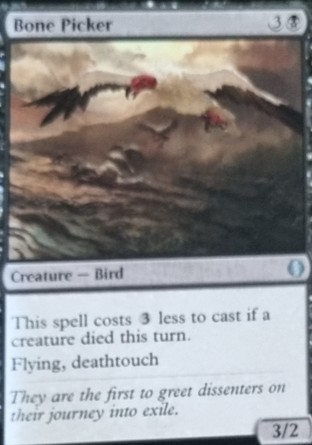 Bone Picker 3
Creature — Bird
This spell costs 3 less to cast if a
creature died this turn.
Flying, deathtouch
They are the first to greet dissenters on
their journey into exile.
3/2